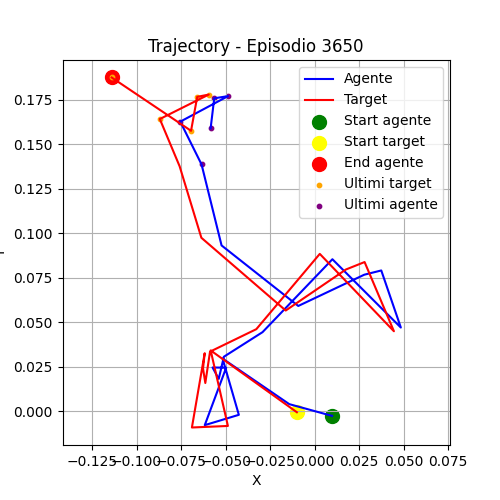 Trajectory - Episodio 3650
Agente
Target
Start agente
Start target
End agente
Ultimi target
Ultimi agente
0.175
0.150
0.125
0.100
0.075
0.050
0.025
0.000
−0.125 −0.100 −0.075 −0.050 −0.025 0.000 0.025 0.050 0.075
X